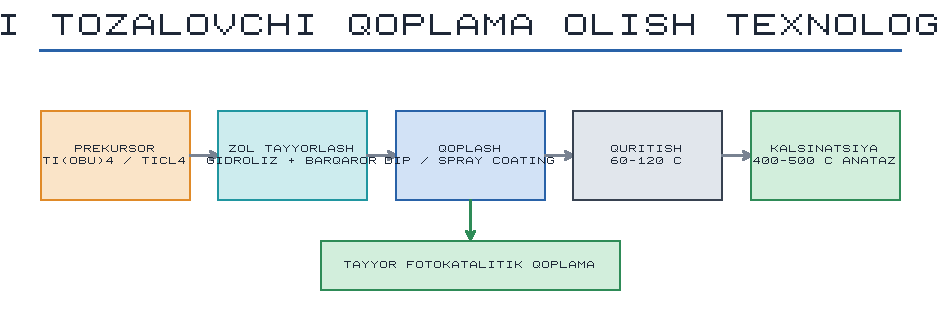 I TOZALOVCHI QOPLAMA OLISH TEXNOLOG
PREKURSOR
TI(OBU)4 / TICL4
ZOL TAYYORLASH
GIDROLIZ + BARQAROR
QOPLASH
DIP / SPRAY COATING
QURITISH
60-120 C
KALSINATSIYA
400-500 C ANATAZ
TAYYOR FOTOKATALITIK QOPLAMA